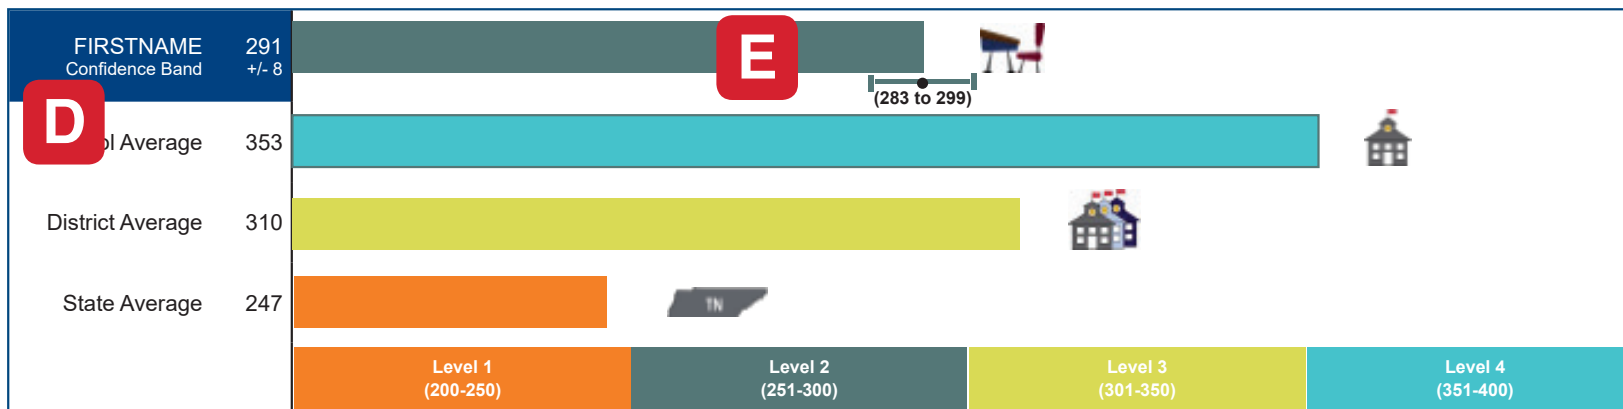 FIRSTNAME 291
Confidence Band +/- 8
E
(283 to 299)
D
ol Average 353
District Average 310
State Average 247
TN
Level 1 Level 2 Level 3 Level 4
(200-250) (251-300) (301-350) (351-400)